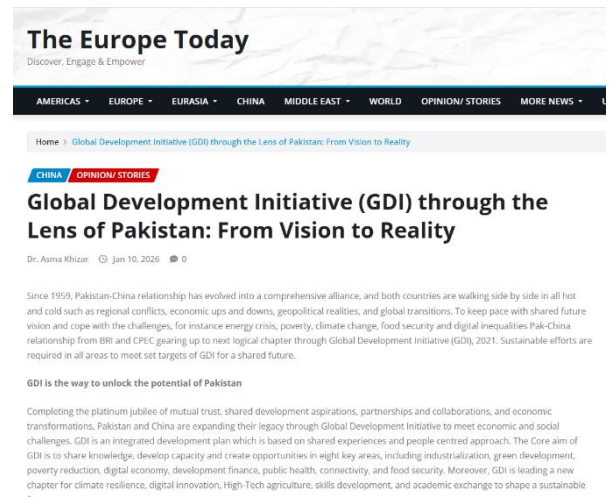 The Europe Today
Discover, Engage & Empower
AMERICAS EUROPE EURASIA CHINA MIDDLE EAST WORLD OPINION/ STORIES MORE NEWS
Home > Global Development Initiative (GDI) through the Lens of Pakistan: From Vision to Reality
CHINA OPINION/ STORIES
Global Development Initiative (GDI) through the
Lens of Pakistan: From Vision to Reality
Dr. Asma Khizar Jan 10, 2026 0
Since 1959, Pakistan-China relationship has evolved into a comprehensive alliance, and both countries are walking side by side in all hot
and cold such as regional conflicts, economic ups and downs, geopolitical realities, and global transitions. To keep pace with shared future
vision and cope with the challenges, for instance energy crisis, poverty, climate change, food security and digital inequalities Pak-China
relationship from BRI and CPEC gearing up to next logical chapter through Global Development Initiative (GDI), 2021. Sustainable efforts are
required in all areas to meet set targets of GDI for a shared future.
GDI is the way to unlock the potential of Pakistan
Completing the platinum jubilee of mutual trust, shared development aspirations, partnerships and collaborations, and economic
transformations, Pakistan and China are expanding their legacy through Global Development Initiative to meet economic and social
challenges. GDI is an integrated development plan which is based on shared experiences and people centred approach. The Core aim of
GDI is to share knowledge, develop capacity and create opportunities in eight key areas, including industrialization, green development,
poverty reduction, digital economy, development finance, public health, connectivity, and food security. Moreover, GDI is leading a new
chapter for climate resilience, digital innovation, High-Tech agriculture, skills development, and academic exchange to shape a sustainable